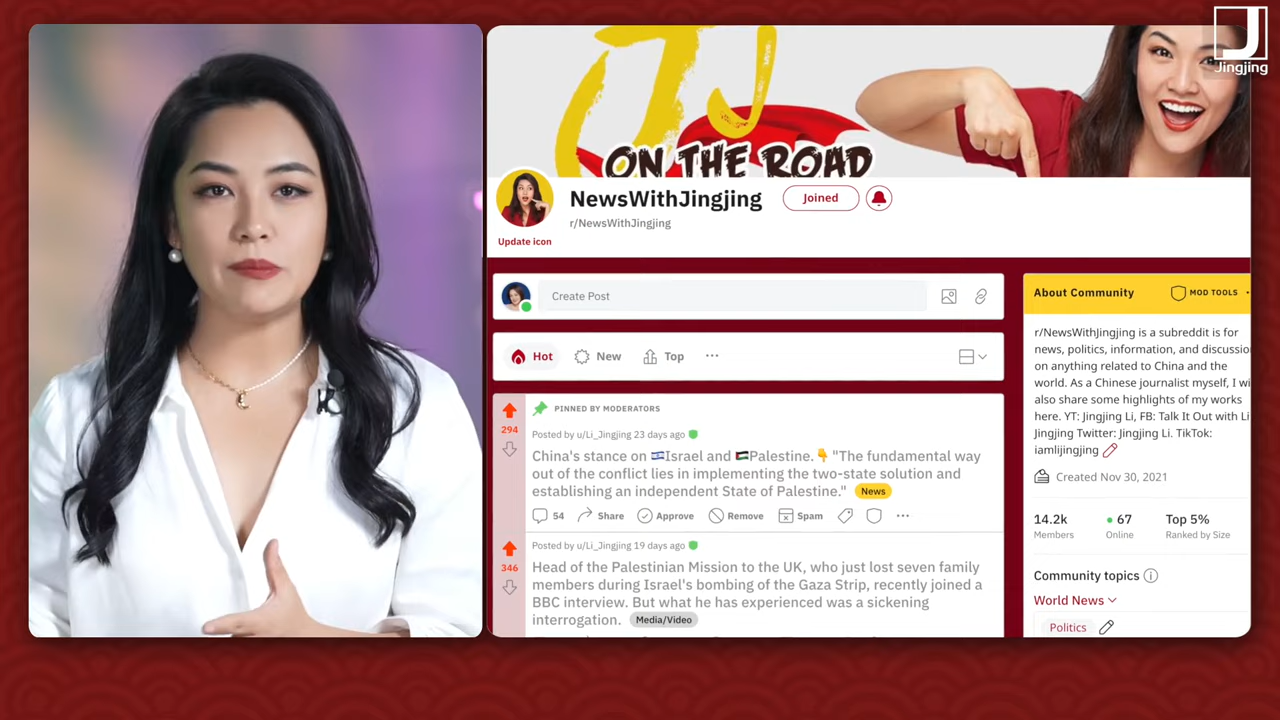 J
Jingjing
JJ
ON THE ROAD
NewsWithJingjing
Joined
r/NewsWithJingjing
Update icon
Create Post
Hot
New
Top
PINNED BY MODERATORS
294
Posted by u/Li_Jingjing 23 days ago
China's stance on 🇮🇱Israel and 🇵🇸Palestine.👇 "The fundamental way
out of the conflict lies in implementing the two-state solution and
establishing an independent State of Palestine." News
54 Share Approve Remove Spam
Posted by u/Li_Jingjing 19 days ago
346
Head of the Palestinian Mission to the UK, who just lost seven family
members during Israel's bombing of the Gaza Strip, recently joined a
BBC interview. But what he has experienced was a sickening
interrogation. Media/Video
About Community
MOD TOOLS
r/NewsWithJingjing is a subreddit is for
news, politics, information, and discussio
on anything related to China and the
world. As a Chinese journalist myself, I wi
also share some highlights of my works
here. YT: Jingjing Li, FB: Talk It Out with Li
Jingjing Twitter: Jingjing Li. TikTok:
iamlijingjing
Created Nov 30, 2021
14.2k 67 Top 5%
Members Online Ranked by Size
Community topics
World News
Politics